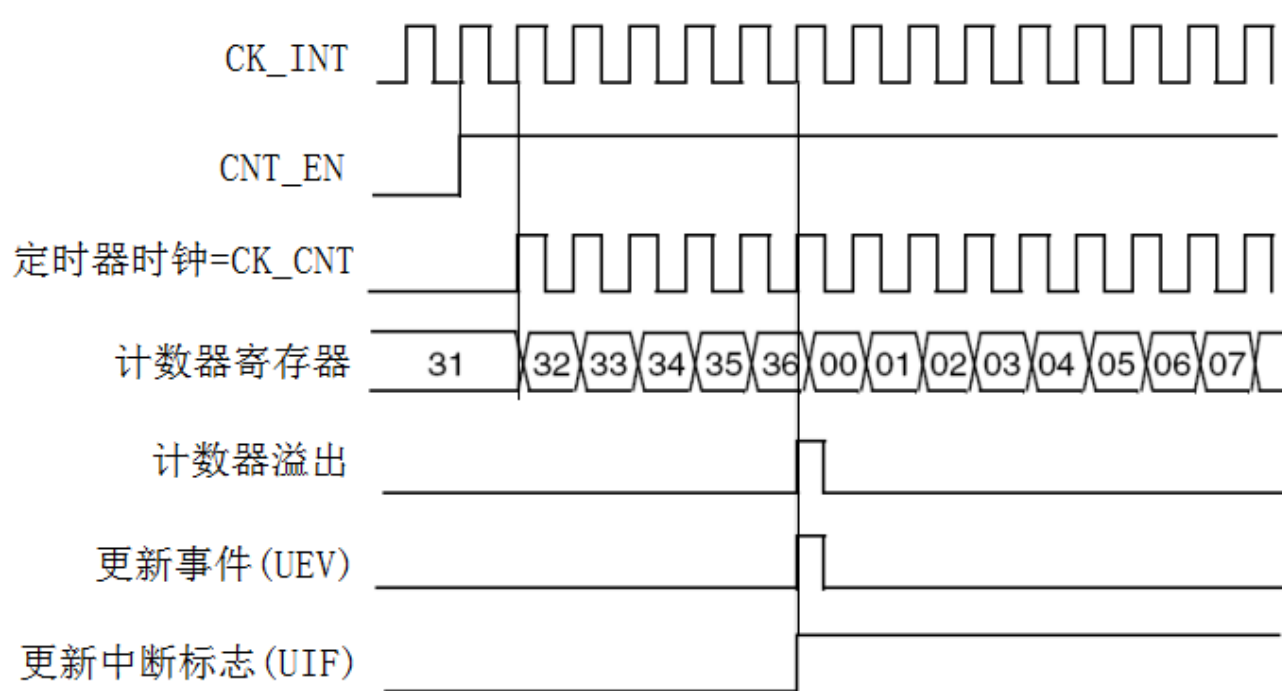 CK_INT
CNT_EN
定时器时钟=CK_CNT
计数器寄存器 31 32 33 34 35 36 00 01 02 03 04 05 06 07
计数器溢出
更新事件(UEV)
更新中断标志(UIF)